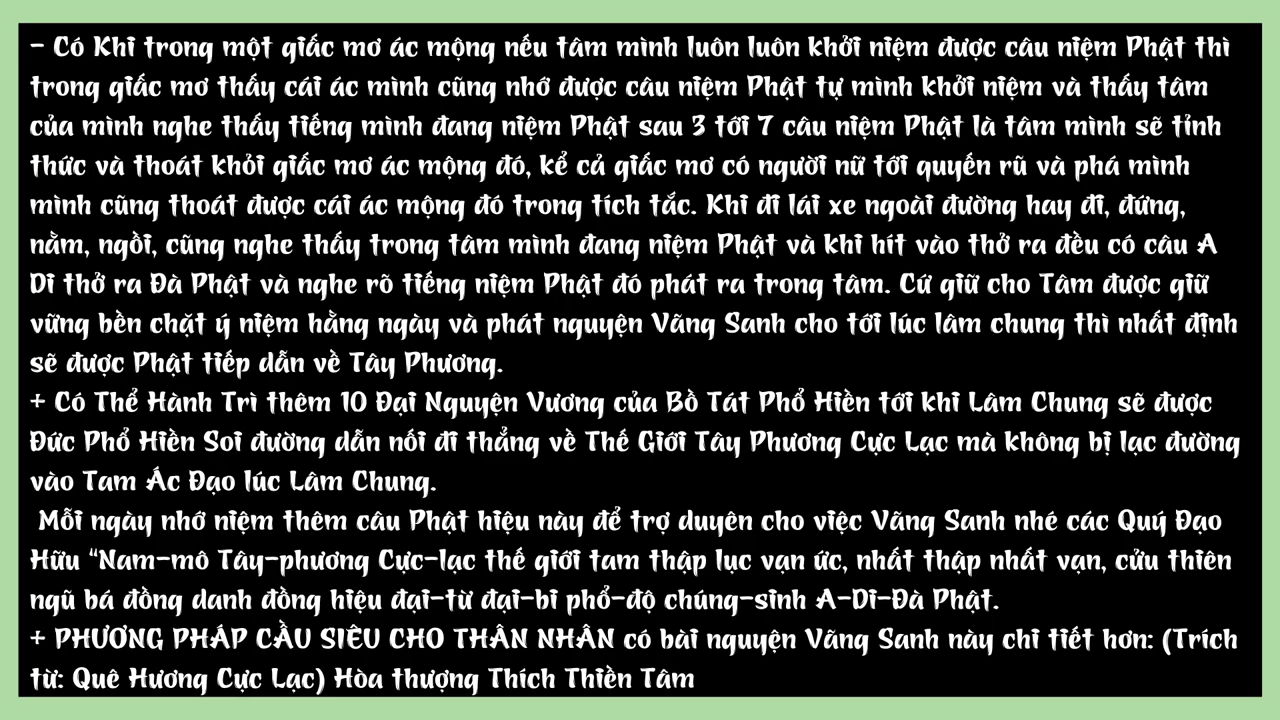 - Có Khi trong một giấc mơ ác mộng nếu tâm mình luôn luôn khởi niệm được câu niệm Phật thì
trong giấc mơ thấy cái ác mình cũng nhớ được câu niệm Phật tự mình khởi niệm và thấy tâm
của mình nghe thấy tiếng mình đang niệm Phật sau 3 tới 7 câu niệm Phật là tâm mình sẽ tỉnh
thức và thoát khỏi giấc mơ ác mộng đó, kể cả giấc mơ có người nữ tới quyến rũ và phá mình
mình cũng thoát được cái ác mộng đó trong tích tắc. Khi đi lái xe ngoài đường hay đi, đứng,
nằm, ngồi, cũng nghe thấy trong tâm mình đang niệm Phật và khi hít vào thở ra đều có câu A
Di thở ra Đà Phật và nghe rõ tiếng niệm Phật đó phát ra trong tâm. Cứ giữ cho Tâm được giữ
vững bền chặt ý niệm hằng ngày và phát nguyện Vãng Sanh cho tới lúc lâm chung thì nhất định
sẽ được Phật tiếp dẫn về Tây Phương.
+ Có Thể Hành Trì thêm 10 Đại Nguyện Vương của Bồ Tát Phổ Hiền tới khi Lâm Chung sẽ được
Đức Phổ Hiền Soi đường dẫn nối đi thẳng về Thế Giới Tây Phương Cực Lạc mà không bị lạc đường
vào Tam Ác Đạo lúc Lâm Chung.
Mỗi ngày nhớ niệm thêm câu Phật hiệu này để trợ duyên cho việc Vãng Sanh nhé các Quý Đạo
Hữu "Nam-mô Tây-phương Cực-lạc thế giới tam thập lục vạn ức, nhất thập nhất vạn, cửu thiên
ngũ bá đồng danh đồng hiệu đại-từ đại-bi phổ-độ chúng-sinh A-Di-Đà Phật.
+ PHƯƠNG PHÁP CẦU SIÊU CHO THÂN NHÂN có bài nguyện Vãng Sanh này chi tiết hơn: (Trích
từ: Quê Hương Cực Lạc) Hòa thượng Thích Thiền Tâm